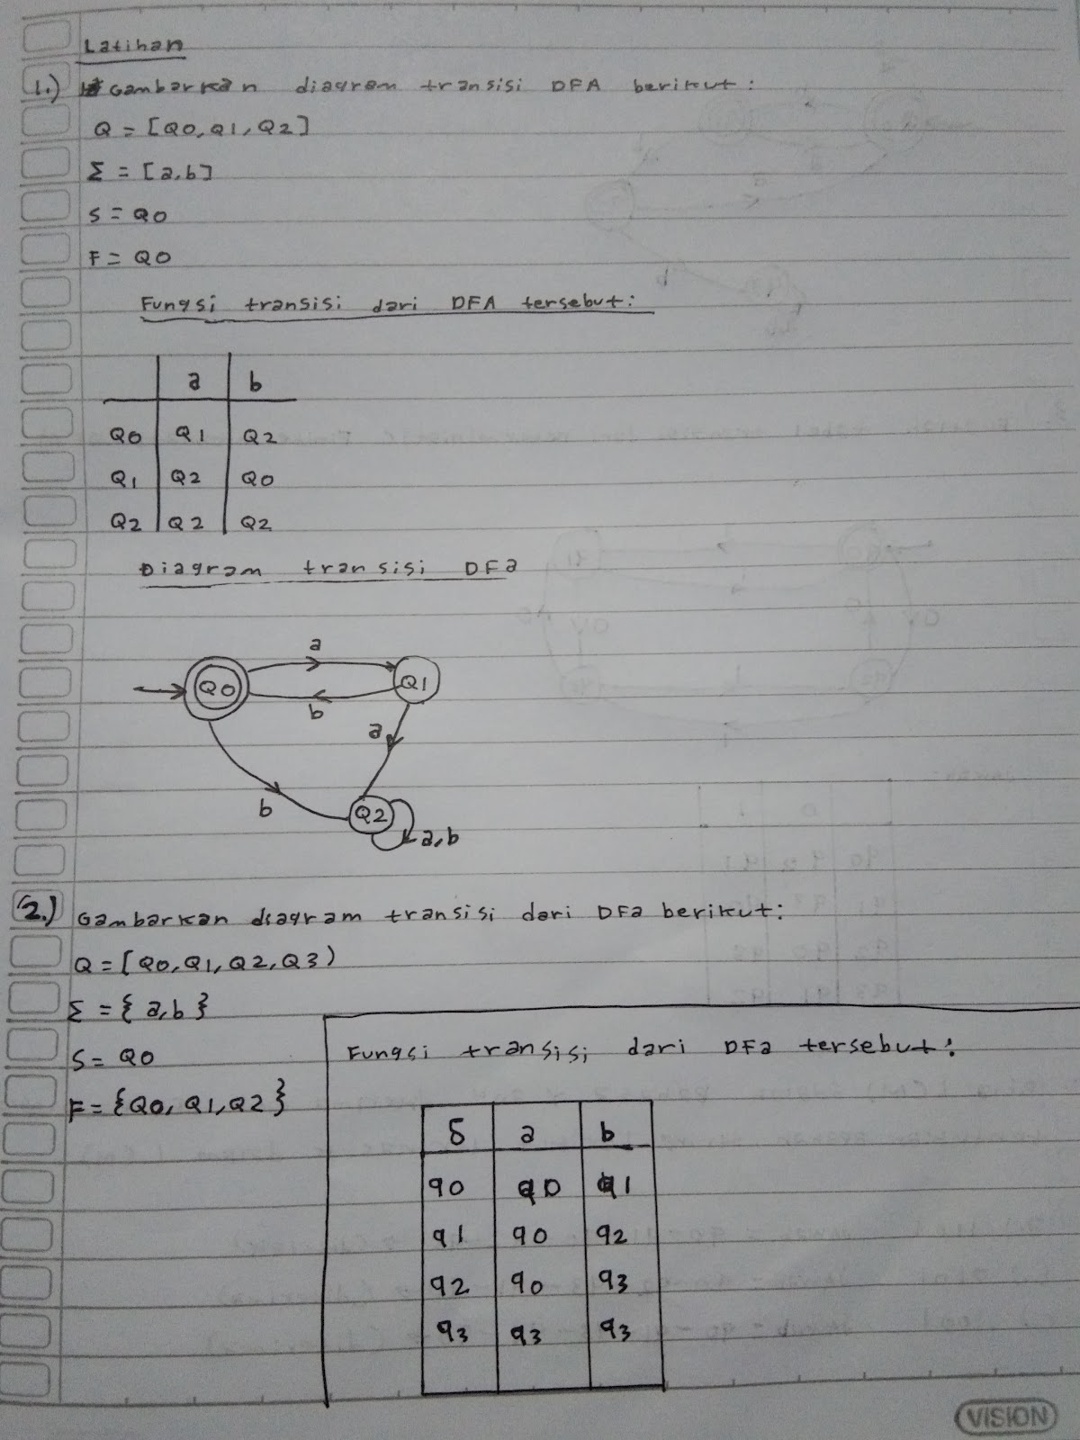 Latihan
1.) Gambarkan diagram transisi DFA berikut:
Q = [Q0, Q1, Q2]
Σ = [a,b]
S = Q0
F = Q0
Fungsi transisi dari DFA tersebut:
a b
Q0 Q1 Q2
Q1 Q2 Q0
Q2 Q2 Q2
Diagram transisi DFa
a
Q0 Q1
b
a
b
Q2
a,b
2.) Gambarkan diagram transisi dari DFa berikut:
Q = [Q0, Q1, Q2, Q3)
Σ = {a,b}
S = Q0
F = {Q0, Q1, Q2}
Fungsi transisi dari DFa tersebut:
δ a b
q0 q0 q1
q1 q0 q2
q2 q0 q3
q3 q3 q3
VISION